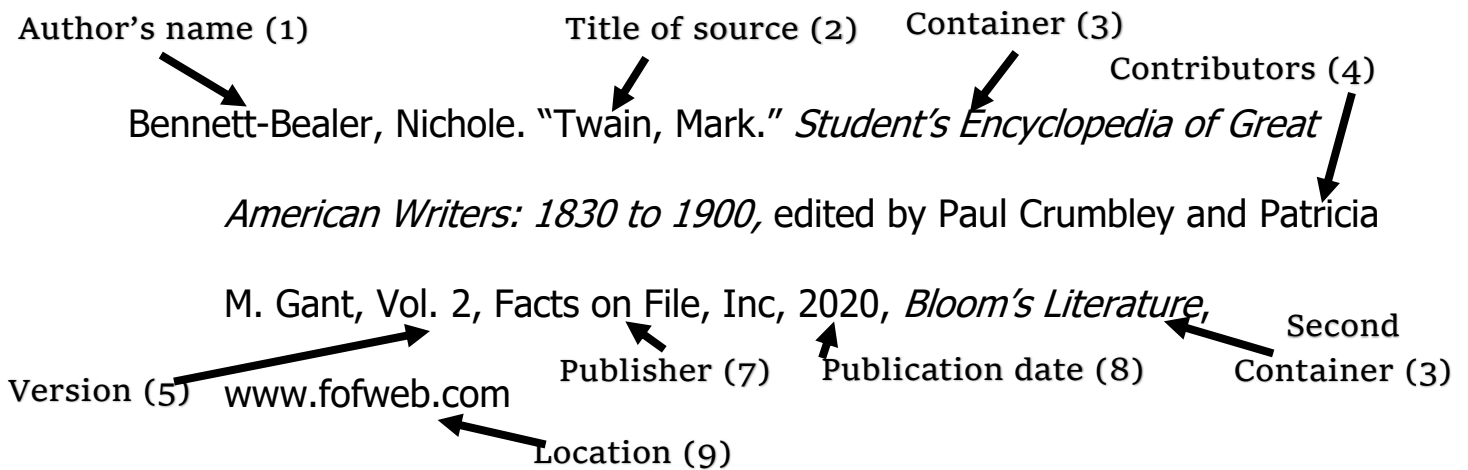 Author’s name (1) Title of source (2) Container (3)
Contributors (4)
Bennett-Bealer, Nichole. “Twain, Mark.” Student’s Encyclopedia of Great
American Writers: 1830 to 1900, edited by Paul Crumbley and Patricia
M. Gant, Vol. 2, Facts on File, Inc, 2020, Bloom’s Literature,
Second
Container (3)
Publisher (7) Publication date (8)
Version (5) www.fofweb.com
Location (9)